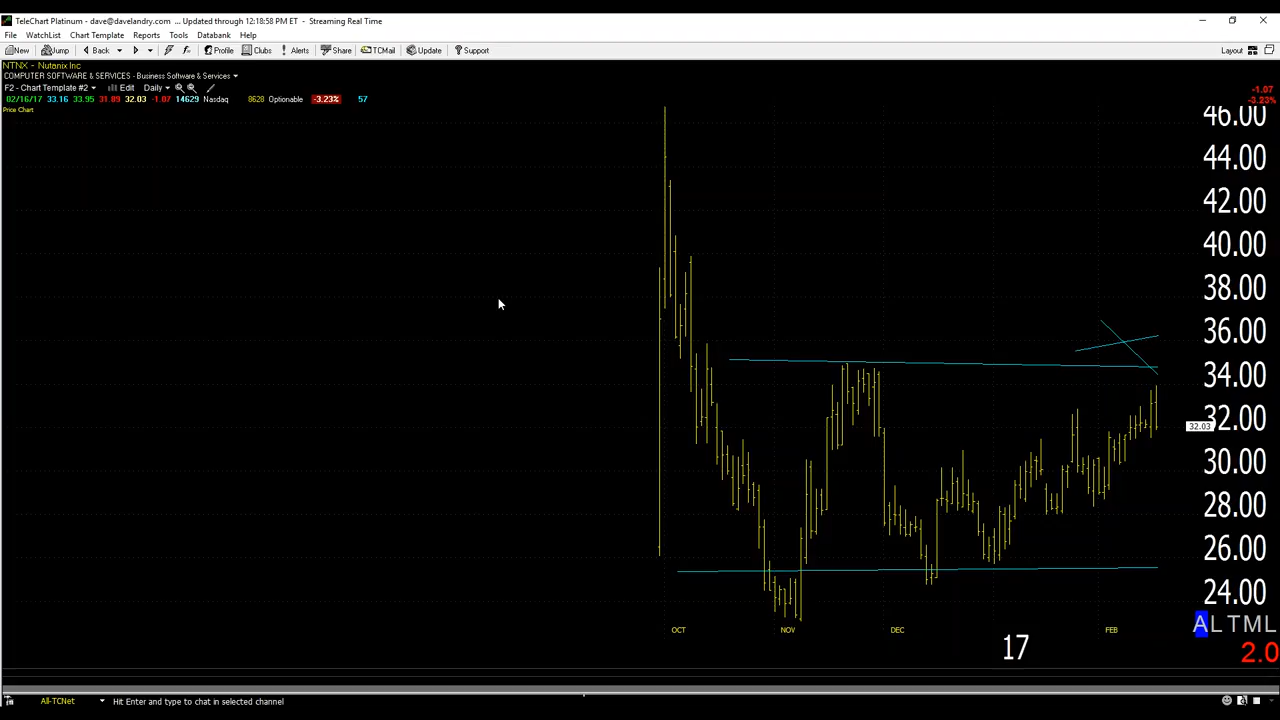 TeleChart Platinum - dave@davelandry.com ... Updated through 12:18:58 PM ET - Streaming Real Time
File WatchList Chart Template Reports Tools Databank Help
New Jump Back Profile Clubs Alerts Share TCMail Update Support Layout
NTNX - Nutanix Inc
COMPUTER SOFTWARE & SERVICES - Business Software & Services
F2 - Chart Template #2 Edit Daily
02/16/17 33.16 33.95 31.89 32.03 -1.07 14629 Nasdaq 8628 Optionable -3.23% 57
Price Chart
-1.07
-3.23%
46.00
44.00
42.00
40.00
38.00
36.00
34.00
32.03 32.00
30.00
28.00
26.00
24.00
OCT NOV DEC 17 FEB
ALTML
2.0
All-TCNet Hit Enter and type to chat in selected channel